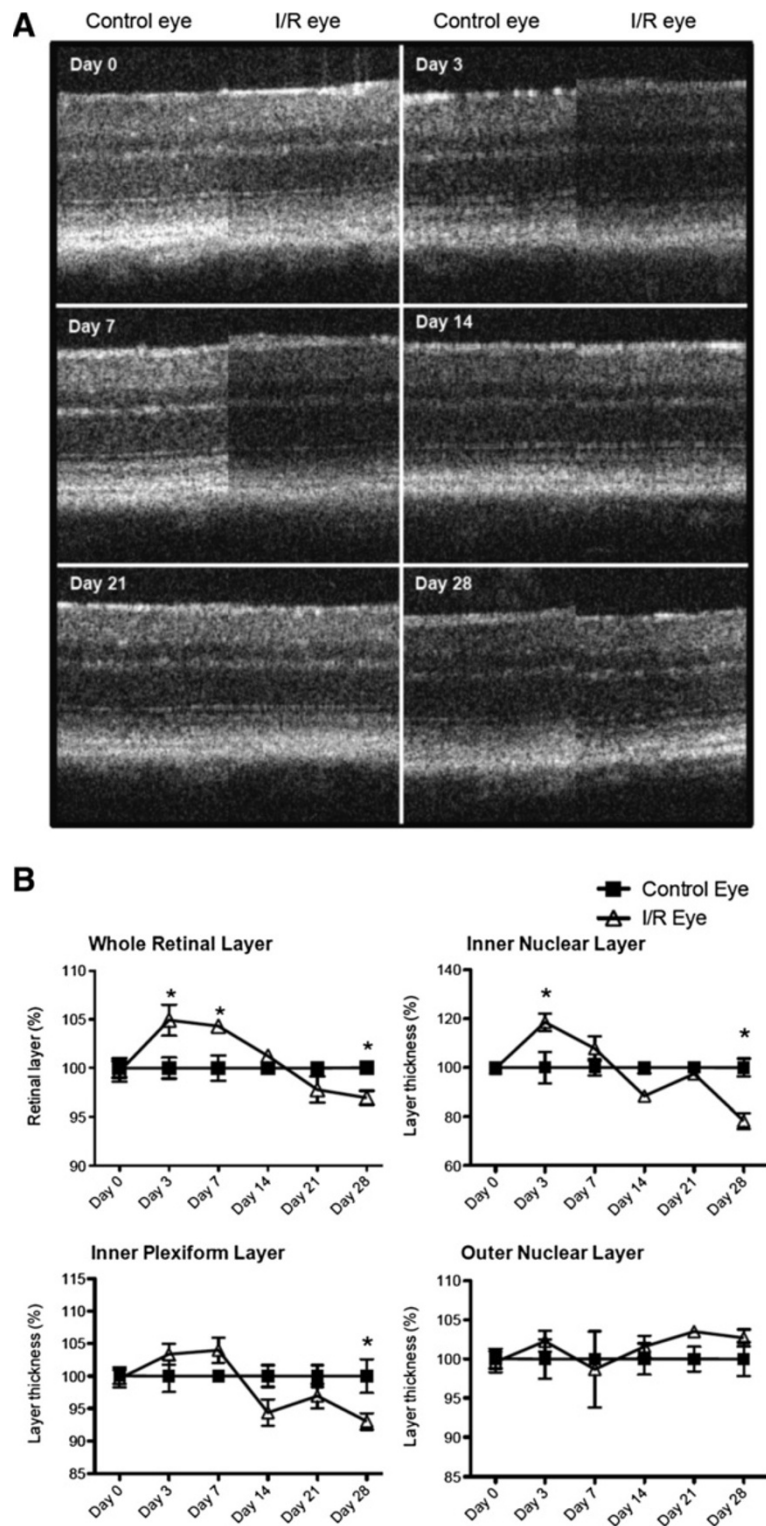 A
Control eye I/R eye Control eye I/R eye
Day 0 Day 3
Day 7 Day 14
Day 21 Day 28
B
Control Eye
I/R Eye
Whole Retinal Layer
Retinal layer (%)
110
105
100
95
90
Day 0 Day 3 Day 7 Day 14 Day 21 Day 28
* * *
Inner Nuclear Layer
Layer thickness (%)
140
120
100
80
60
Day 0 Day 3 Day 7 Day 14 Day 21 Day 28
* *
Inner Plexiform Layer
Layer thickness (%)
115
110
105
100
95
90
85
Day 0 Day 3 Day 7 Day 14 Day 21 Day 28
*
Outer Nuclear Layer
Layer thickness (%)
110
105
100
95
90
85
Day 0 Day 3 Day 7 Day 14 Day 21 Day 28